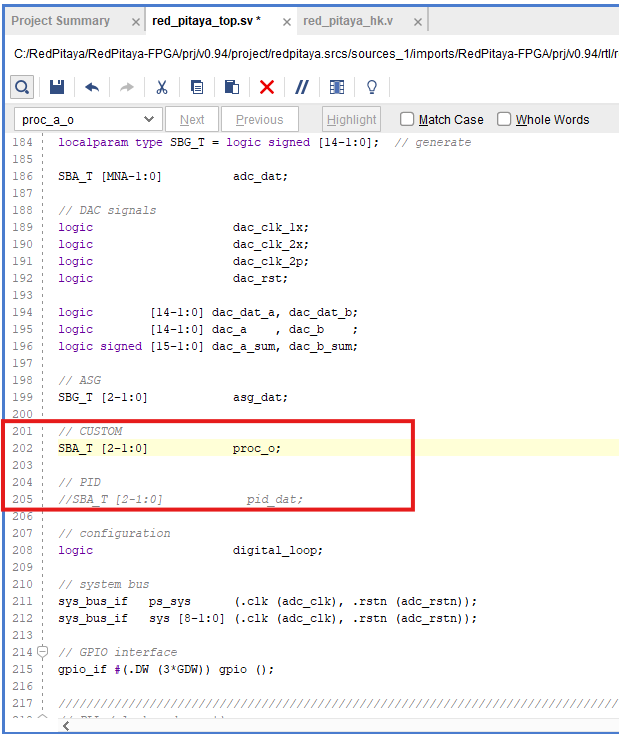 Project Summary × red_pitaya_top.sv * × red_pitaya_hk.v ×
C:/RedPitaya/RedPitaya-FPGA/prj/v0.94/project/redpitaya.srcs/sources_1/imports/RedPitaya-FPGA/prj/v0.94/rtl/r
proc_a_o Next Previous Highlight Match Case Whole Words
184 localparam type SBG_T = logic signed [14-1:0]; // generate
185
186 SBA_T [MNA-1:0] adc_dat;
187
188 // DAC signals
189 logic dac_clk_1x;
190 logic dac_clk_2x;
191 logic dac_clk_2p;
192 logic dac_rst;
193
194 logic [14-1:0] dac_dat_a, dac_dat_b;
195 logic [14-1:0] dac_a , dac_b ;
196 logic signed [15-1:0] dac_a_sum, dac_b_sum;
197
198 // ASG
199 SBG_T [2-1:0] asg_dat;
200
201 // CUSTOM
202 SBA_T [2-1:0] proc_o;
203
204 // PID
205 //SBA_T [2-1:0] pid_dat;
206
207 // configuration
208 logic digital_loop;
209
210 // system bus
211 sys_bus_if ps_sys (.clk (adc_clk), .rstn (adc_rstn));
212 sys_bus_if sys [8-1:0] (.clk (adc_clk), .rstn (adc_rstn));
213
214 // GPIO interface
215 gpio_if #(.DW (3*GDW)) gpio ();
216
217 ////////////////////////////////////////////////////////////////////////////////